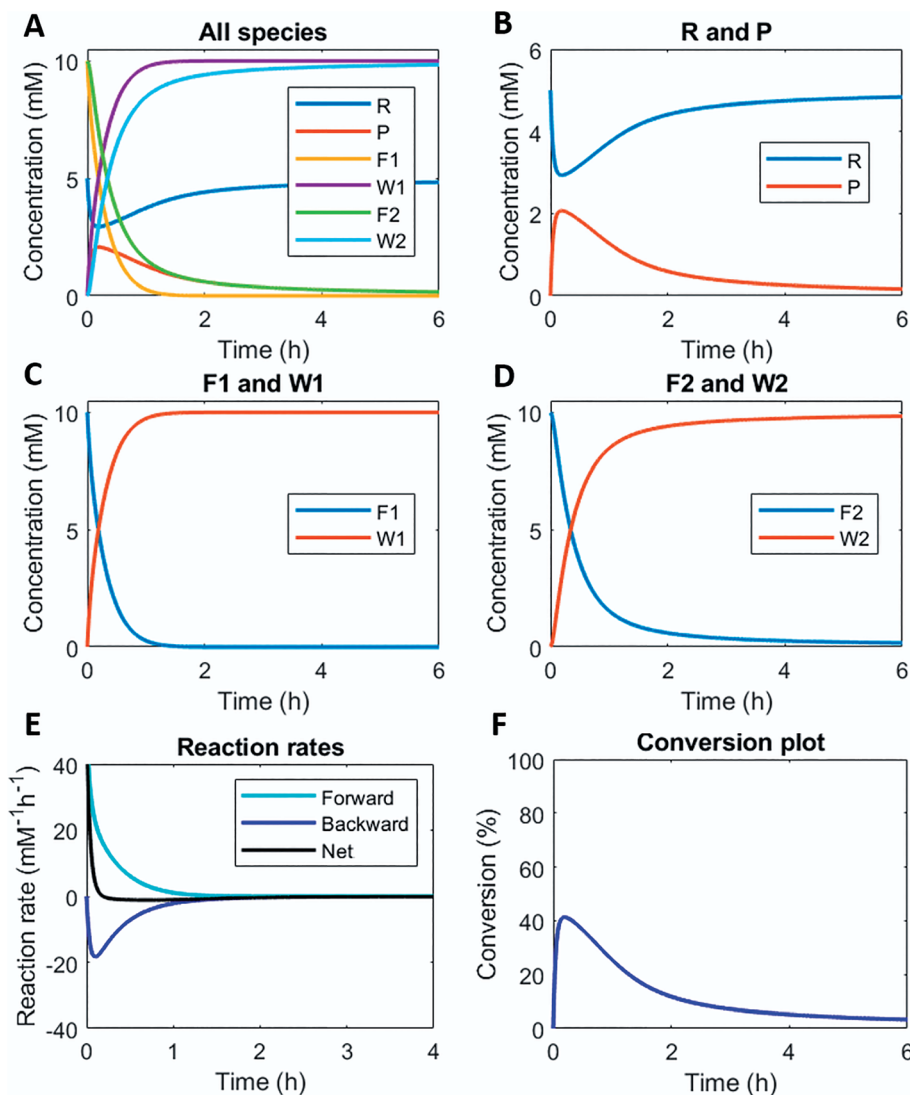 A
All species
Concentration (mM)
10
5
0
0 2 4 6
Time (h)
R
P
F1
W1
F2
W2
B
R and P
Concentration (mM)
6
4
2
0
0 2 4 6
Time (h)
R
P
C
F1 and W1
Concentration (mM)
10
5
0
0 2 4 6
Time (h)
F1
W1
D
F2 and W2
Concentration (mM)
10
5
0
0 2 4 6
Time (h)
F2
W2
E
Reaction rates
Reaction rate (mM⁻¹h⁻¹)
40
20
0
-20
-40
0 1 2 3 4
Time (h)
Forward
Backward
Net
F
Conversion plot
Conversion (%)
100
80
60
40
20
0
0 2 4 6
Time (h)